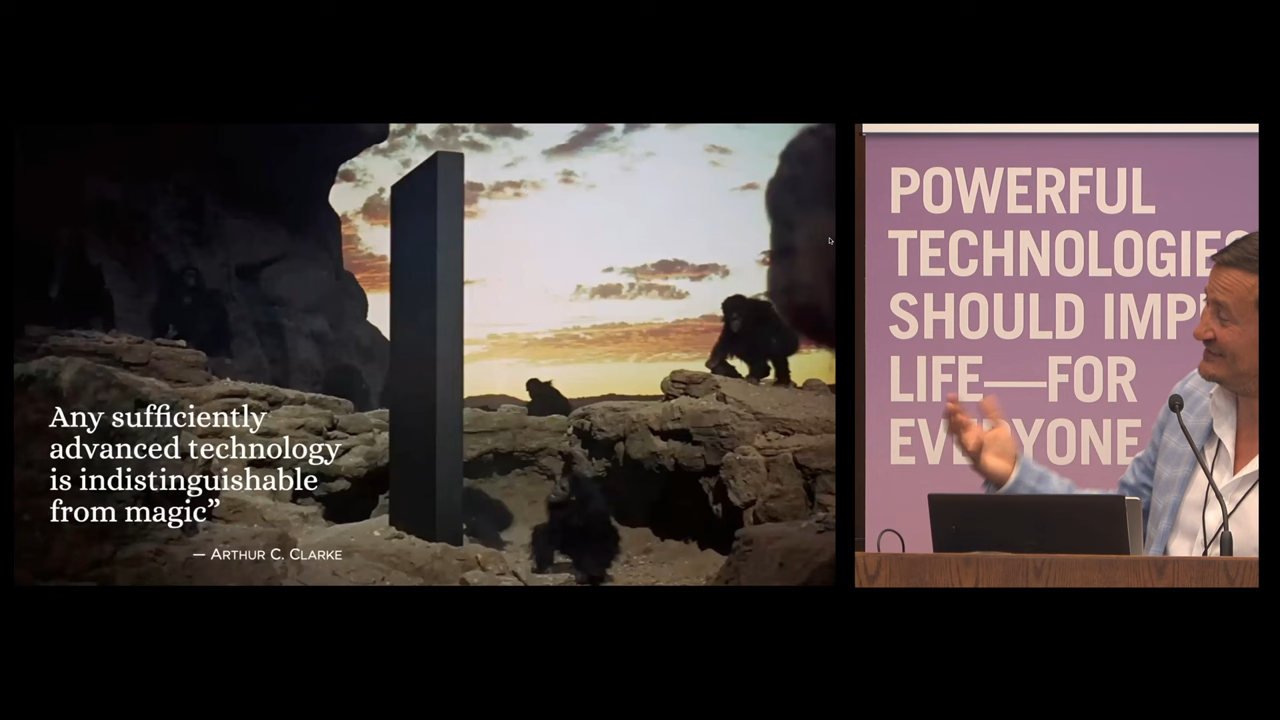 Any sufficiently
advanced technology
is indistinguishable
from magic”
— ARTHUR C. CLARKE
POWERFUL
TECHNOLOGIES
SHOULD IMP
LIFE—FOR
EVERYONE